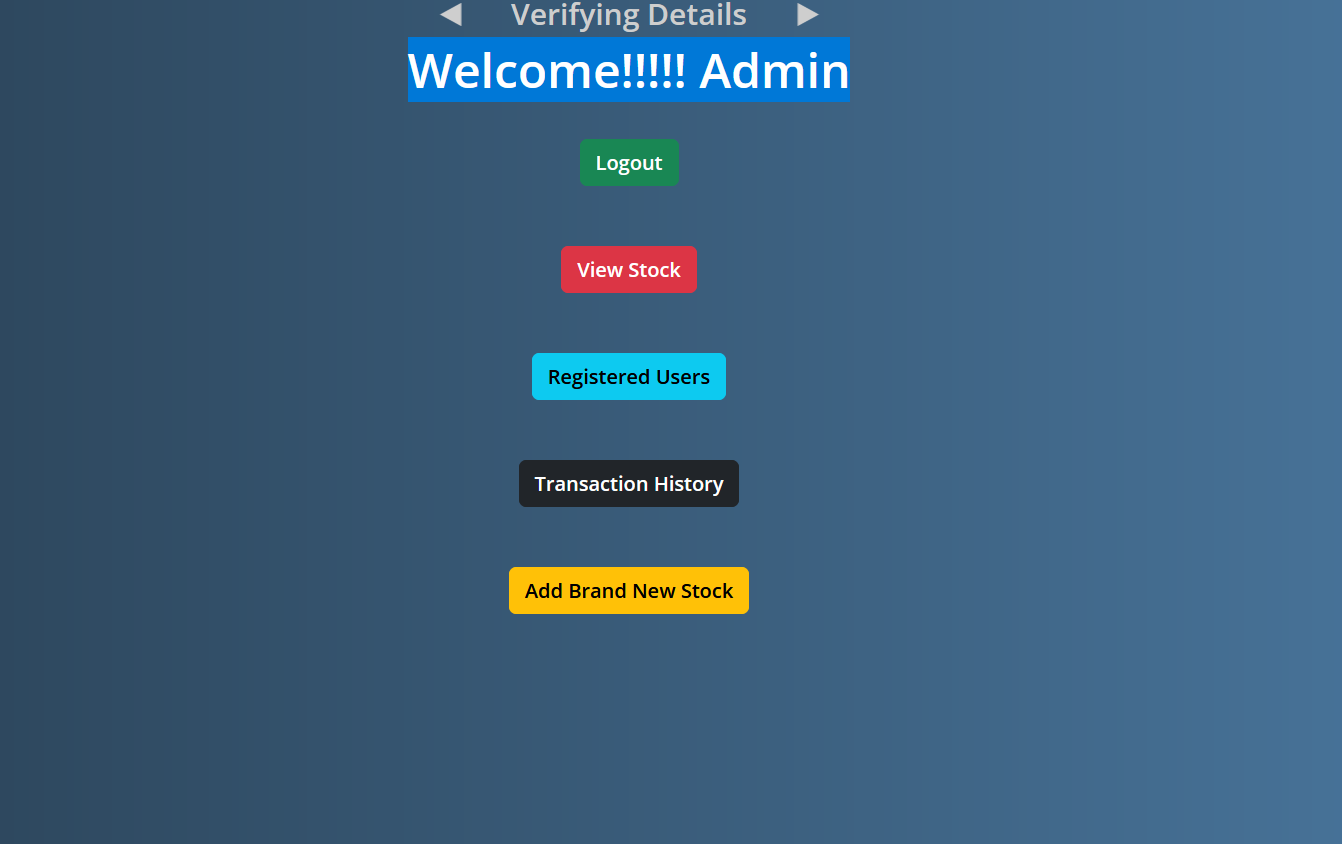 ◀ Verifying Details ▶
Welcome!!!!! Admin
Logout
View Stock
Registered Users
Transaction History
Add Brand New Stock